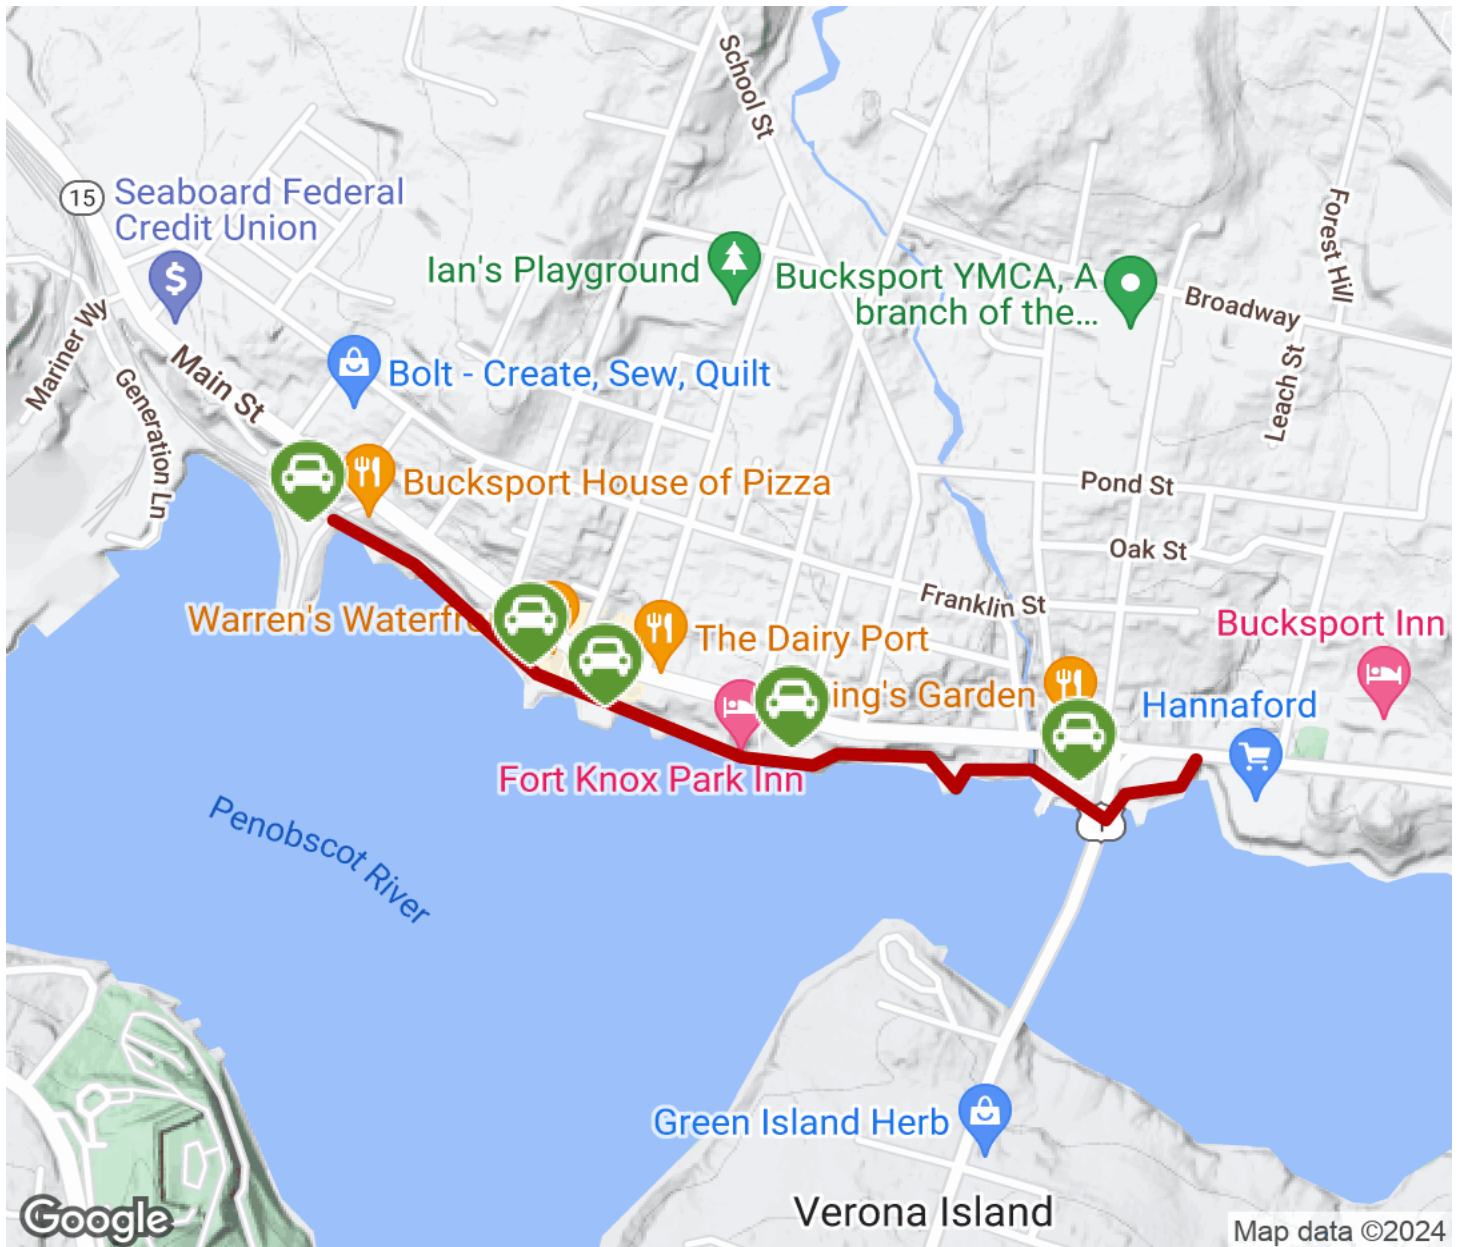 School St
15
Seaboard Federal
Credit Union
Ian's Playground
Bucksport YMCA, A
branch of the...
Forest Hill
Broadway
Mariner Wy
Main St
Generation Ln
Bolt - Create, Sew, Quilt
Leach St
Bucksport House of Pizza
Pond St
Oak St
Franklin St
Warren's Waterfr
The Dairy Port
Bucksport Inn
ing's Garden
Hannaford
Fort Knox Park Inn
1
Penobscot River
Green Island Herb
Verona Island
Google
Map data ©2024